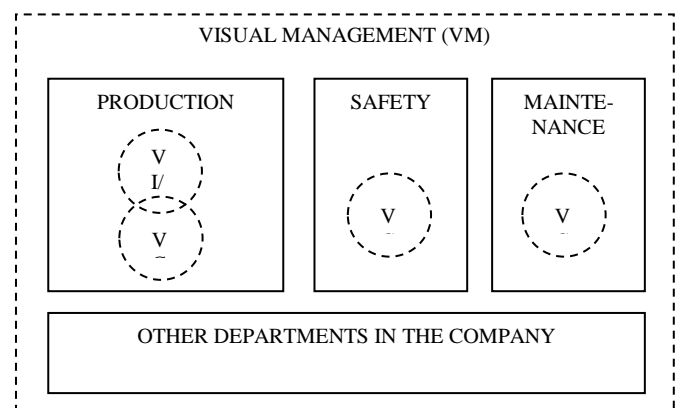 VISUAL MANAGEMENT (VM)
PRODUCTION
V
I/
V
SAFETY
V
MAINTE-
NANCE
V
OTHER DEPARTMENTS IN THE COMPANY